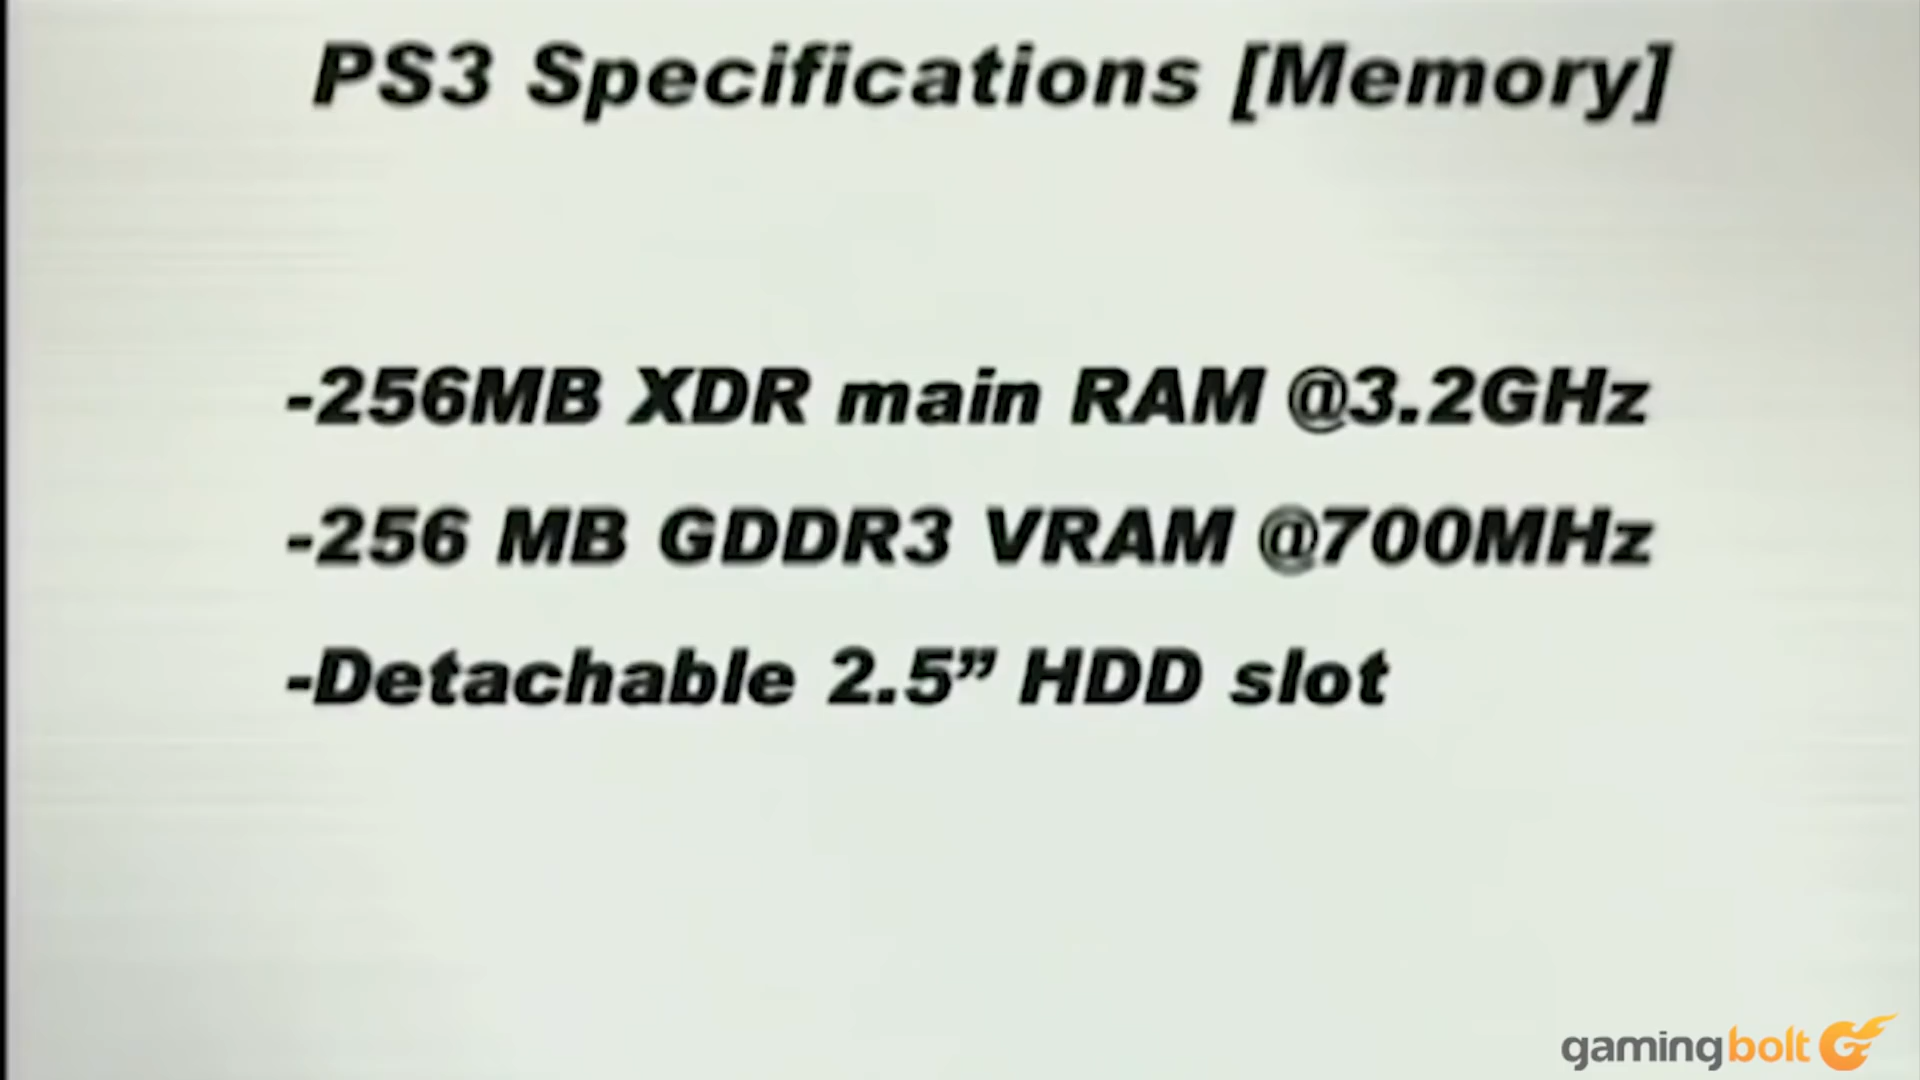 PS3 Specifications [Memory]
-256MB XDR main RAM @3.2GHz
-256 MB GDDR3 VRAM @700MHz
-Detachable 2.5” HDD slot
gamingbolt